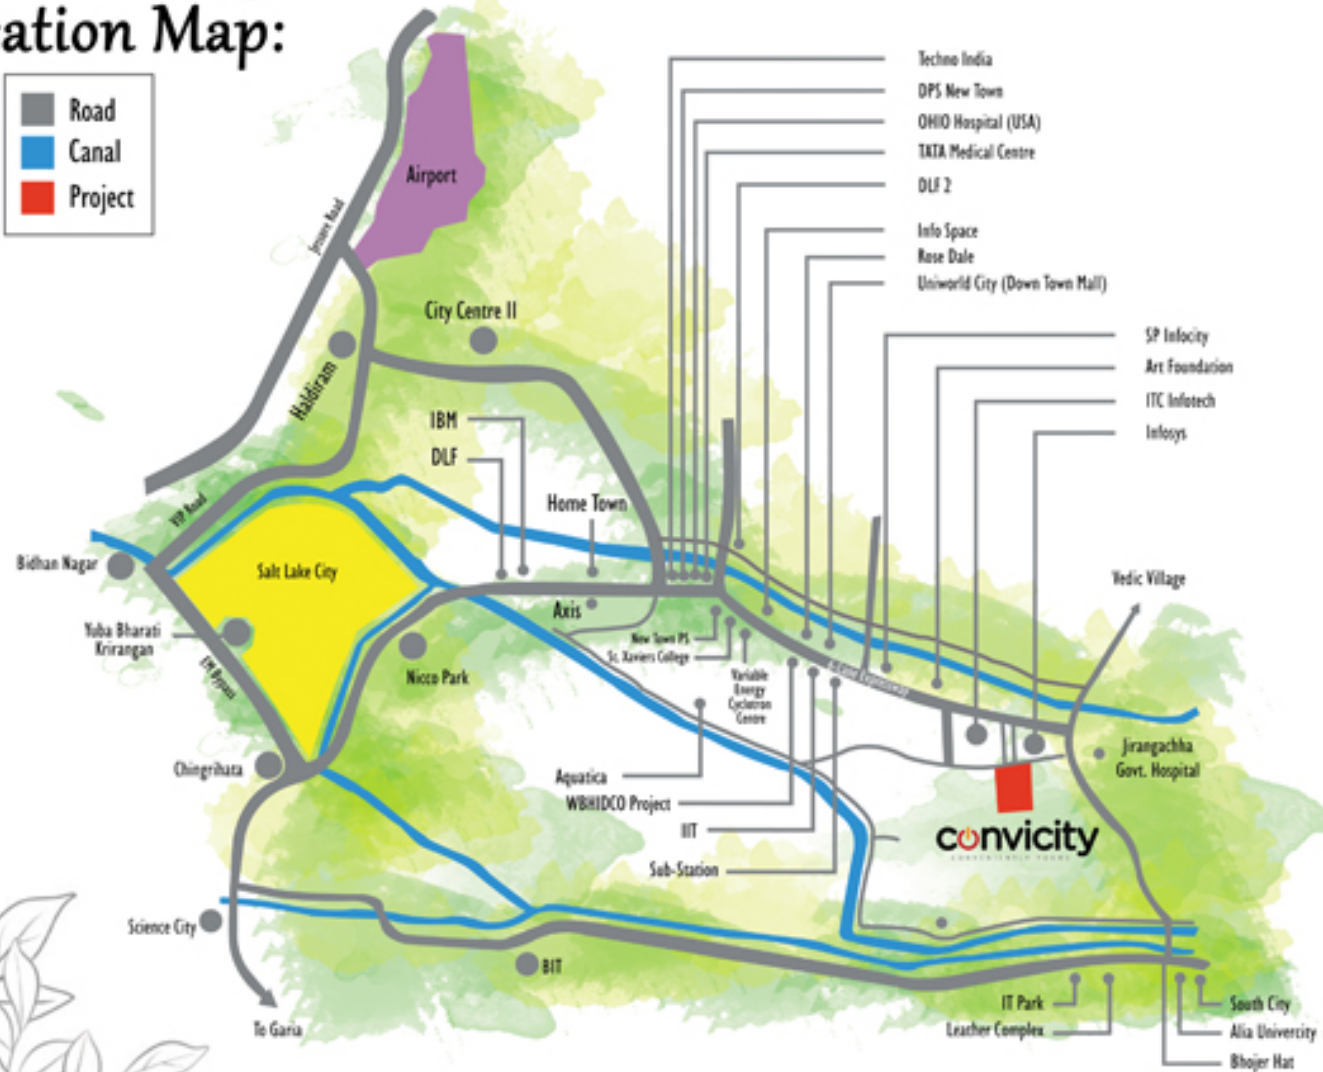 ation Map:
Road
Canal
Project
Airport
Jessore Road
City Centre II
Haldiram
IBM
DLF
Home Town
VIP Road
Bidhan Nagar
Salt Lake City
Yuba Bharati
Krirangan
EM Bypass
Nicco Park
Chingrihata
Axis
New Town PS
St. Xaviers College
Variable
Energy
Cyclotron
Centre
Expressway
Techno India
DPS New Town
OHIO Hospital (USA)
TATA Medical Centre
DLF 2
Info Space
Rose Dale
Uniworld City (Down Town Mall)
SP Infocity
Art Foundation
ITC Infotech
Infosys
Vedic Village
Jirangachha
Govt. Hospital
Aquatica
WBHIDCO Project
IIT
Sub-Station
convicity
CONVENIENTLY YOURS
Science City
BIT
To Garia
IT Park
Leather Complex
South City
Alia Univercity
Bhojer Hat